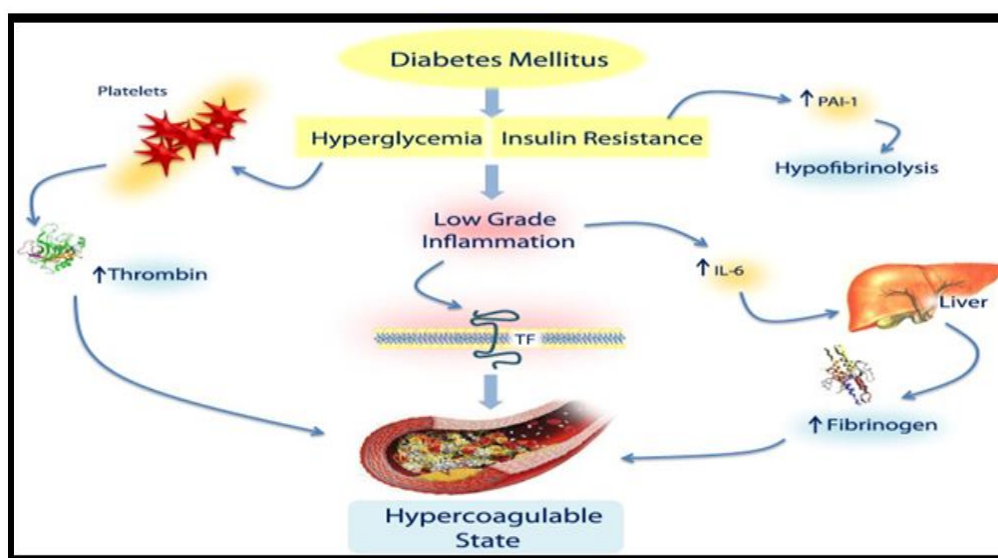 Diabetes Mellitus
Platelets
↑ PAI-1
Hyperglycemia
Insulin Resistance
Hypofibrinolysis
Low Grade
Inflammation
↑ IL-6
↑Thrombin
Liver
TF
↑Fibrinogen
Hypercoagulable
State